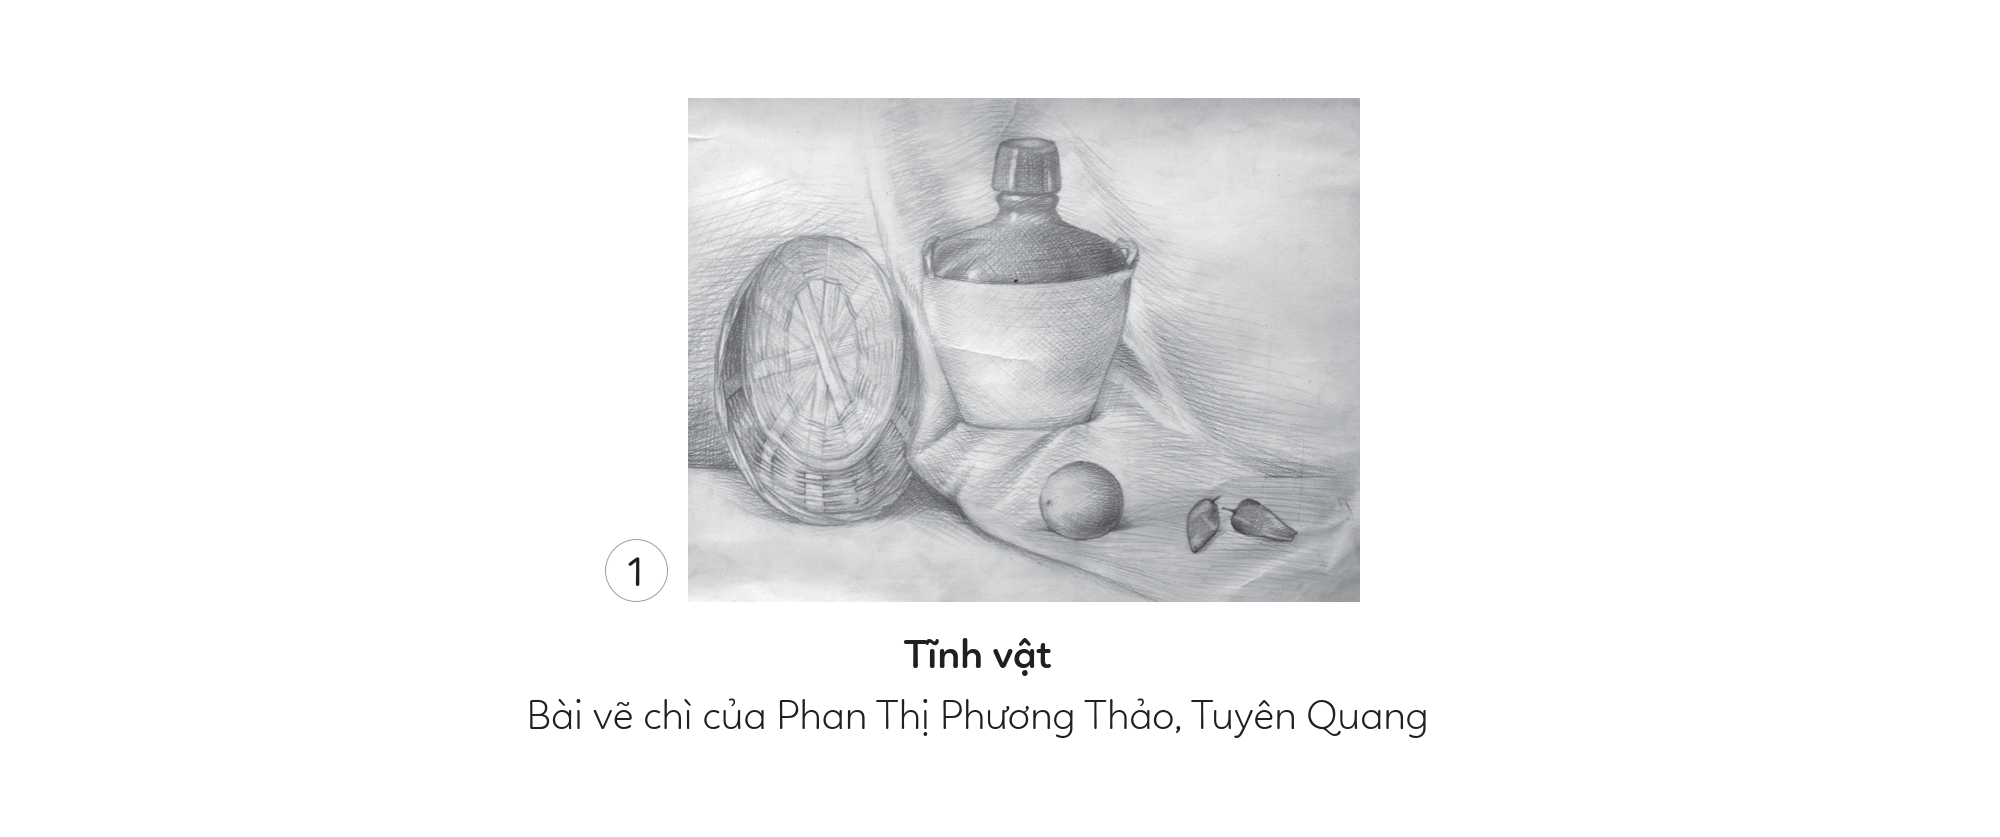 1
Tĩnh vật
Bài vẽ chì của Phan Thị Phương Thảo, Tuyên Quang